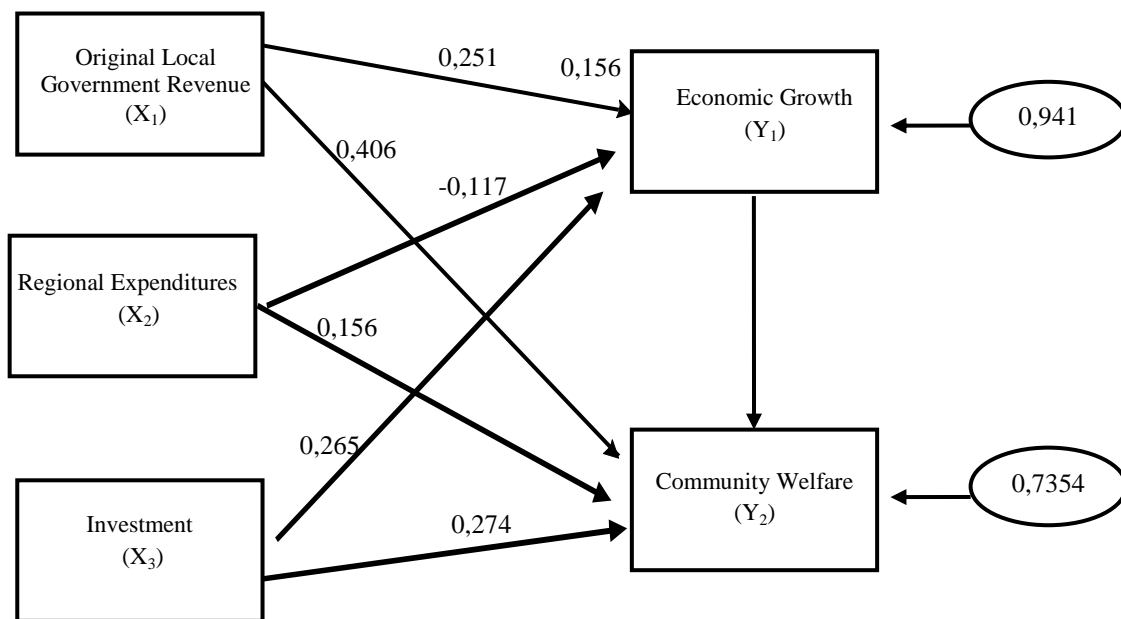 Original Local
Government Revenue
(X₁)
0,251
0,156
Economic Growth
(Y₁)
0,941
0,406
-0,117
Regional Expenditures
(X₂)
0,156
0,265
Investment
(X₃)
0,274
Community Welfare
(Y₂)
0,7354